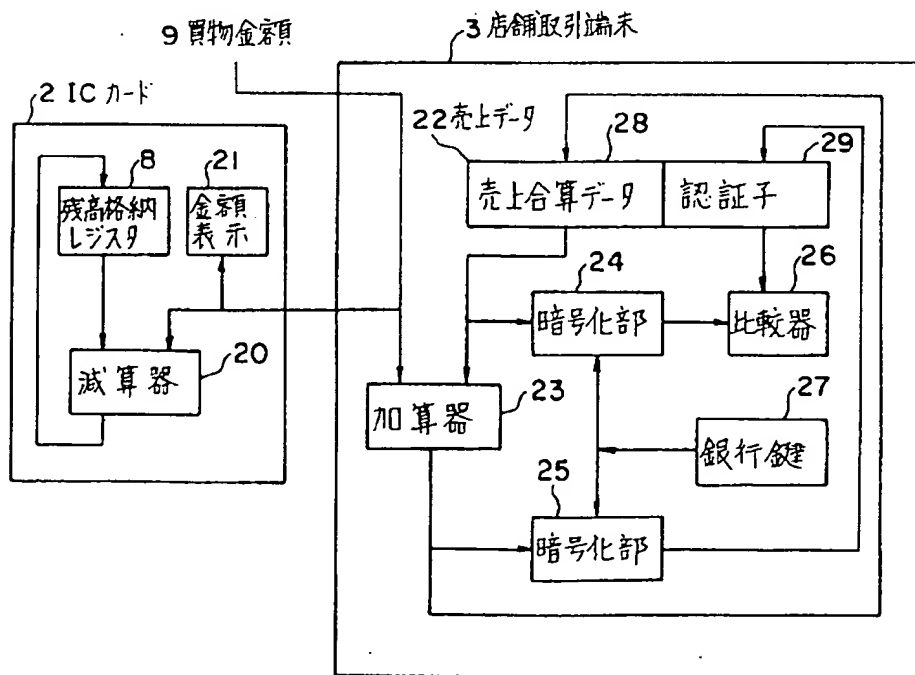 9 買物金額
3 店舗取引端末
2 IC カード
22 売上データ
28
29
8
21
残高格納
レジスタ
金額
表示
売上合算データ
認証子
24
26
暗号化部
比較器
20
減算器
23
加算器
27
銀行鍵
25
暗号化部